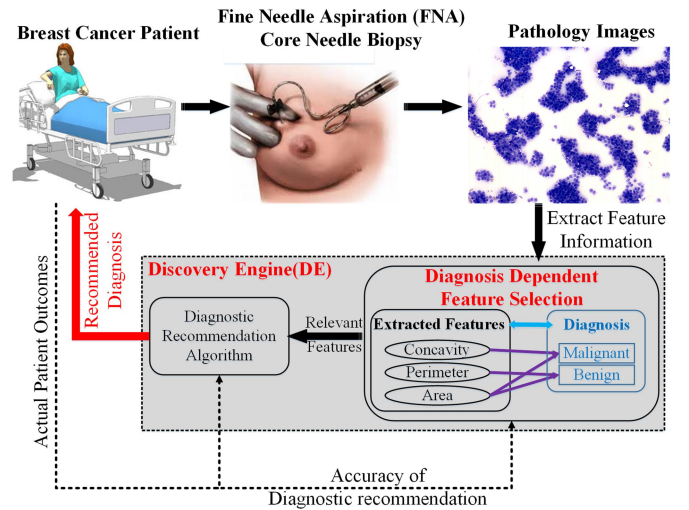 Breast Cancer Patient
Fine Needle Aspiration (FNA)
Core Needle Biopsy
Pathology Images
Extract Feature
Information
Actual Patient Outcomes
Recommended
Diagnosis
Discovery Engine(DE)
Diagnosis Dependent
Feature Selection
Diagnostic
Recommendation
Algorithm
Relevant
Features
Extracted Features
Concavity
Perimeter
Area
Diagnosis
Malignant
Benign
Accuracy of
Diagnostic recommendation